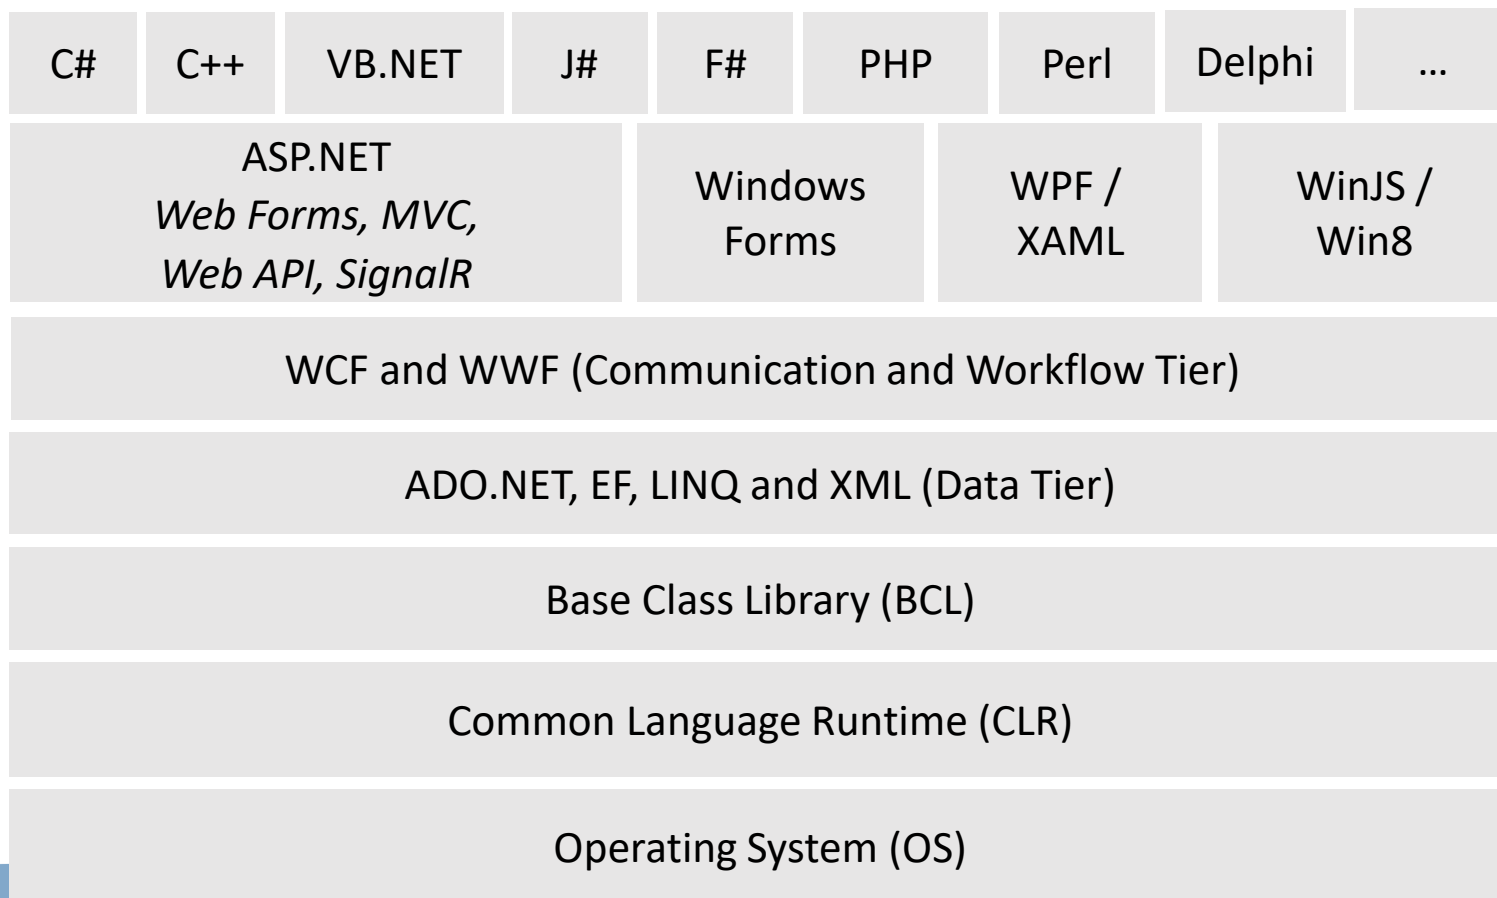 C#
C++
VB.NET
J#
F#
PHP
Perl
Delphi
…
ASP.NET
Web Forms, MVC,
Web API, SignalR
Windows
Forms
WPF /
XAML
WinJS /
Win8
WCF and WWF (Communication and Workflow Tier)
ADO.NET, EF, LINQ and XML (Data Tier)
Base Class Library (BCL)
Common Language Runtime (CLR)
Operating System (OS)